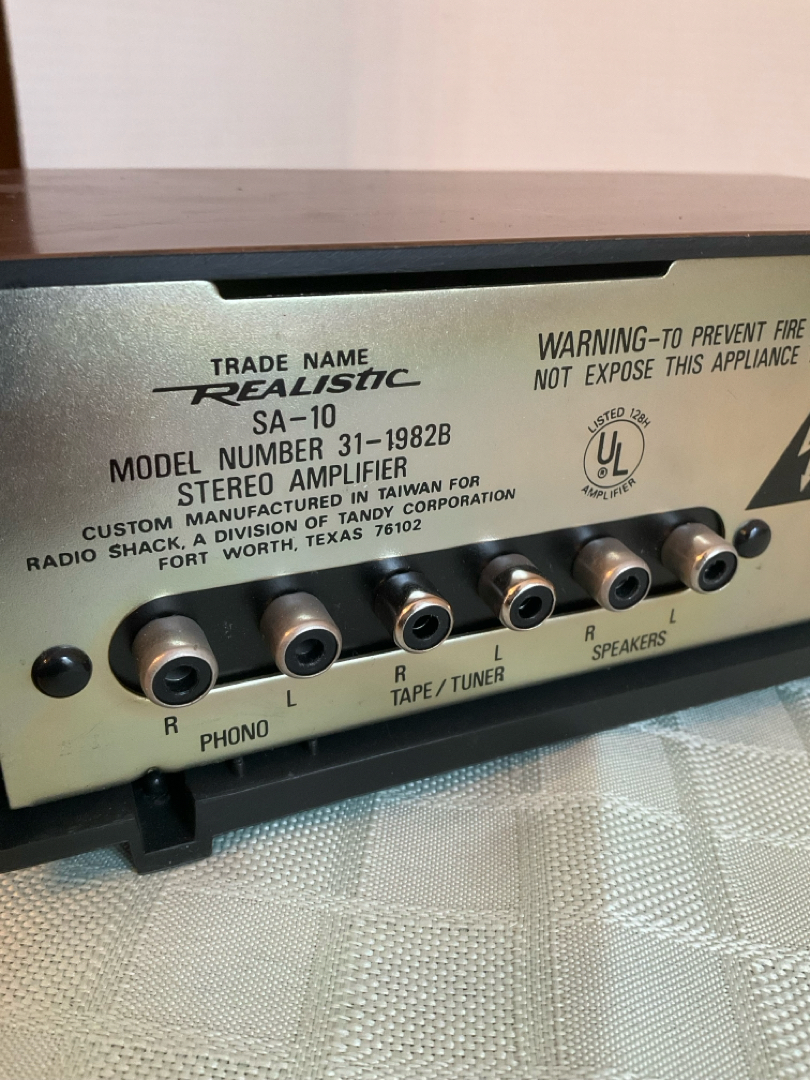 TRADE NAME
REALISTIC
SA-10
MODEL NUMBER 31-1982B
STEREO AMPLIFIER
CUSTOM MANUFACTURED IN TAIWAN FOR
RADIO SHACK, A DIVISION OF TANDY CORPORATION
FORT WORTH, TEXAS 76102
WARNING-TO PREVENT FIRE
NOT EXPOSE THIS APPLIANCE
LISTED 128H
UL
®
AMPLIFIER
R L
PHONO
R L
TAPE/TUNER
R L
SPEAKERS